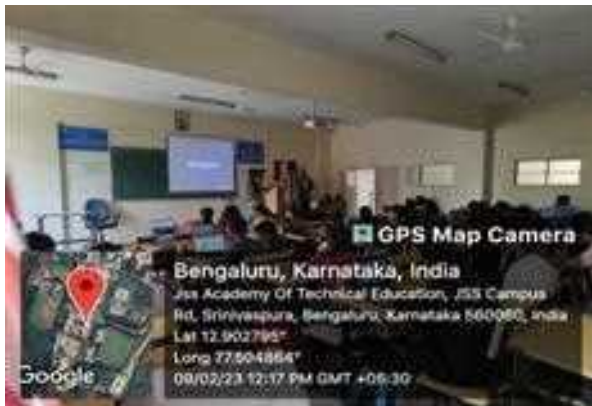 GPS Map Camera
Bengaluru, Karnataka, India
Jss Academy Of Technical Education, JSS Campus
Rd, Srinivaspura, Bengaluru, Karnataka 560060, India
Lat 12.902795°
Long 77.504864°
09/02/23 12:17 PM GMT +05:30
Google